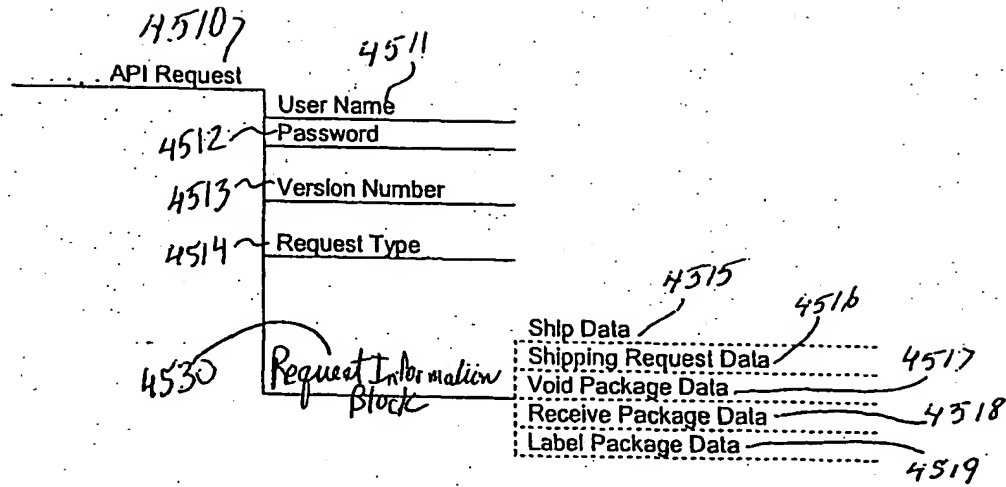 4510
API Request
4511
User Name
4512 Password
4513 Version Number
4514 Request Type
4515
4516
Ship Data
Shipping Request Data 4517
4530 Request Information
Block
Void Package Data
Receive Package Data 4518
Label Package Data
4519